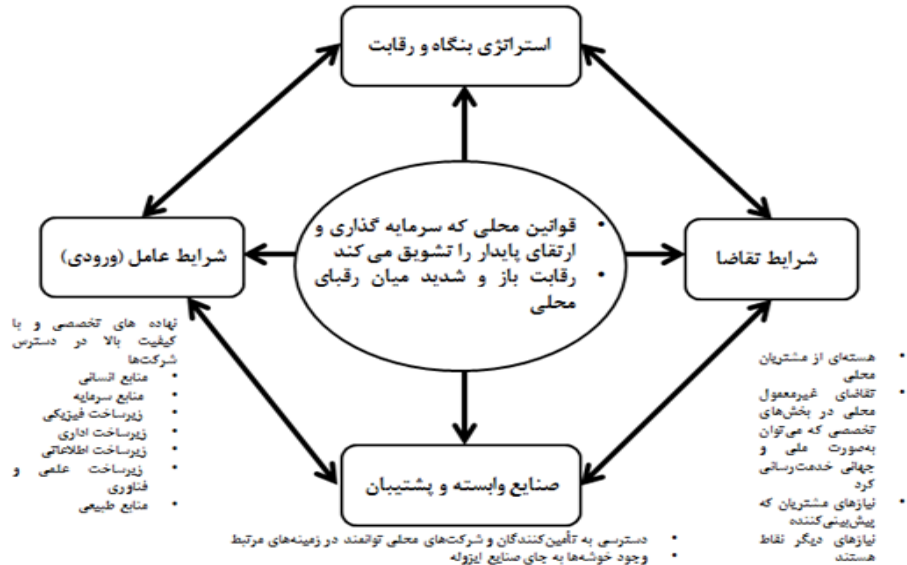 استراتژی بنگاه و رقابت
• قوانین محلی که سرمایه گذاری و
ارتقای پایدار را تشویق می کند
• رقابت باز و شدید میان رقبای
محلی
شرایط تقاضا
شرایط عامل (ورودی)
نهاده های تخصصی و با
کیفیت بالا در دسترس
شرکت‌ها
• منابع انسانی
• منابع سرمایه
• زیرساخت فیزیکی
• زیرساخت اداری
• زیرساخت اطلاعاتی
• زیرساخت علمی و
فناوری
• منابع طبیعی
• هسته‌ای از مشتریان
محلی
• تقاضای غیرمعمول
محلی در بخش‌های
تخصصی که می‌توان
به‌صورت ملی و
جهانی خدمت‌رسانی
کرد
• نیازهای مشتریان که
پیش‌بینی‌کننده
نیازهای دیگر نقاط
هستند
صنایع وابسته و پشتیبان
• دسترسی به تأمین‌کنندگان و شرکت‌های محلی توانمند در زمینه‌های مرتبط
• وجود خوشه‌ها به جای صنایع ایزوله